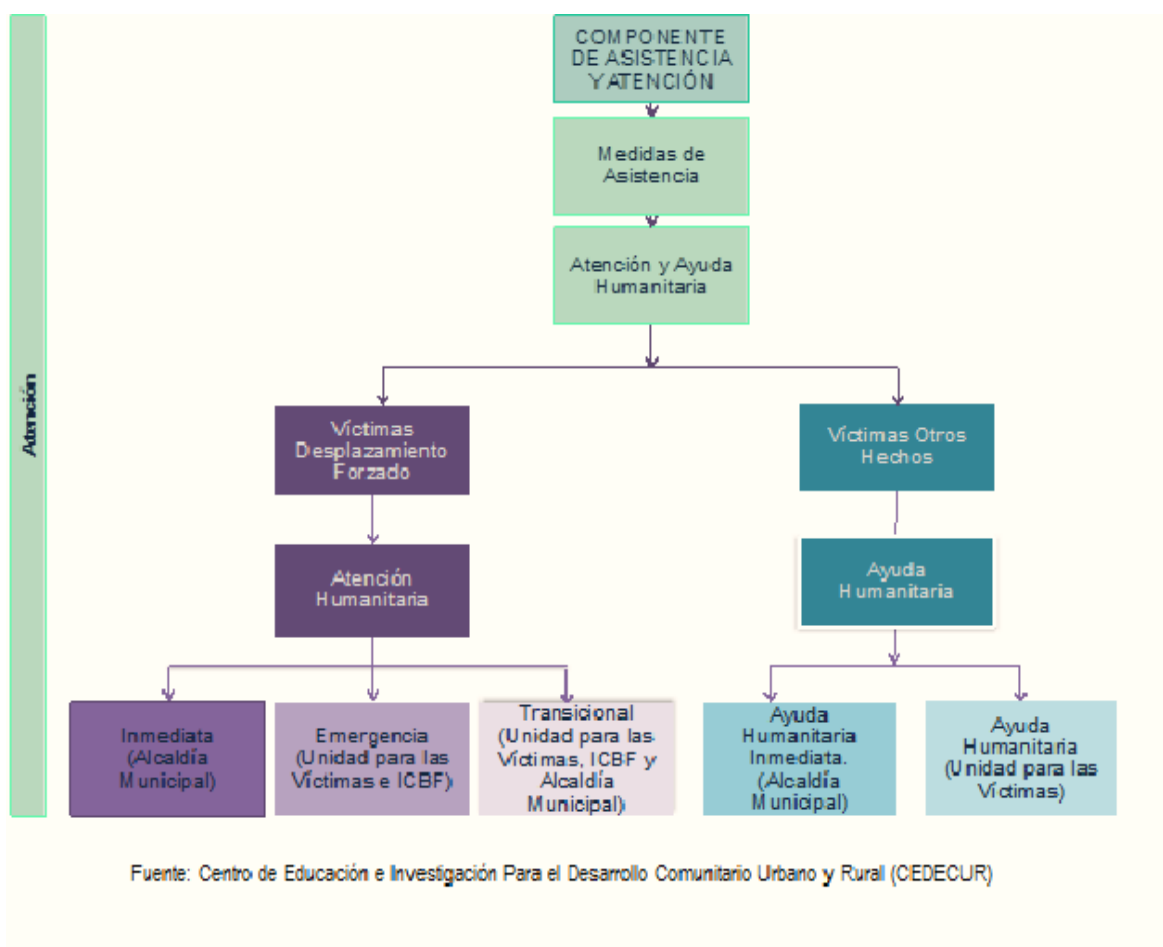 COMPONENTE
DE ASISTENCIA
Y ATENCIÓN
Medidas de
Asistencia
Atención y Ayuda
Humanitaria
Atención
Víctimas
Desplazamiento
Forzado
Víctimas Otros
Hechos
Atención
Humanitaria
Ayuda
Humanitaria
Inmediata
(Alcaldía
Municipal)
Emergencia
(Unidad para las
Víctimas e ICBF)
Transicional
(Unidad para las
Víctimas, ICBF y
Alcaldía
Municipal)
Ayuda
Humanitaria
Inmediata.
(Alcaldía
Municipal)
Ayuda
Humanitaria
(Unidad para las
Víctimas)
Fuente: Centro de Educación e Investigación Para el Desarrollo Comunitario Urbano y Rural (CEDECUR)